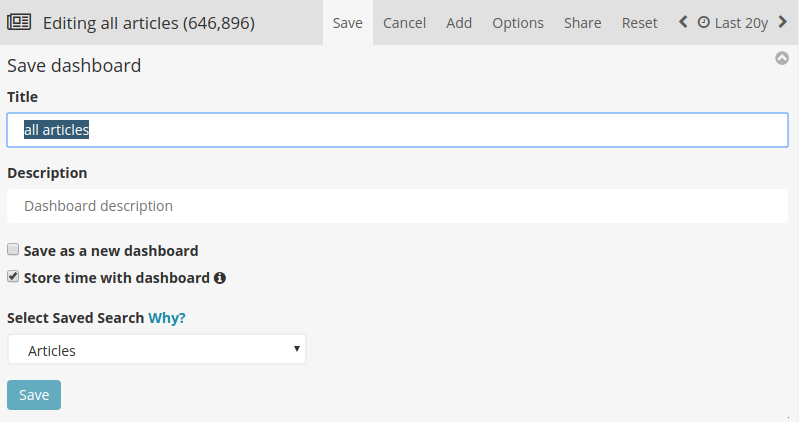 Editing all articles (646,896) Save Cancel Add Options Share Reset Last 20y
Save dashboard
Title
all articles
Description
Dashboard description
Save as a new dashboard
Store time with dashboard
Select Saved Search Why?
Articles
Save